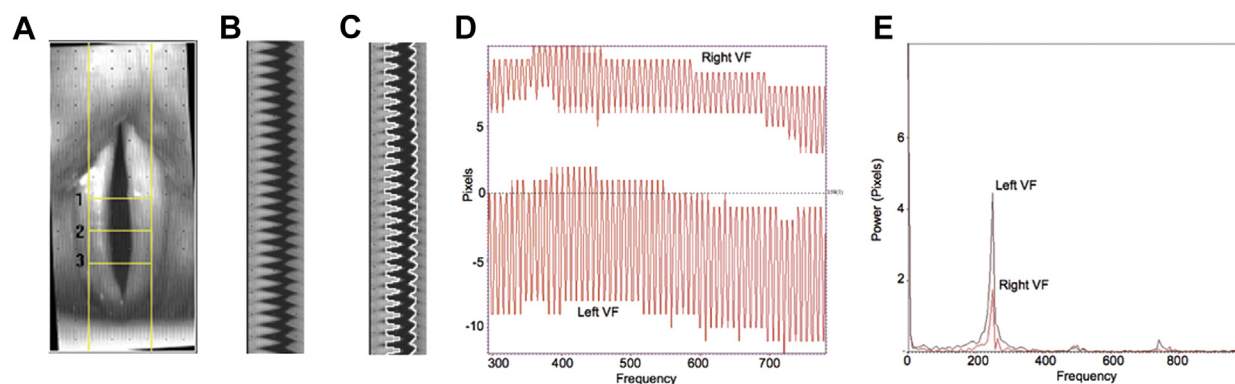 A
1
2
3
B
C
D
Right VF
5
0
Pixels
-5
Left VF
-10
300 400 500 600 700
Frequency
E
6
Power (Pixels)
Left VF
4
Right VF
2
0 200 400 600 800
Frequency